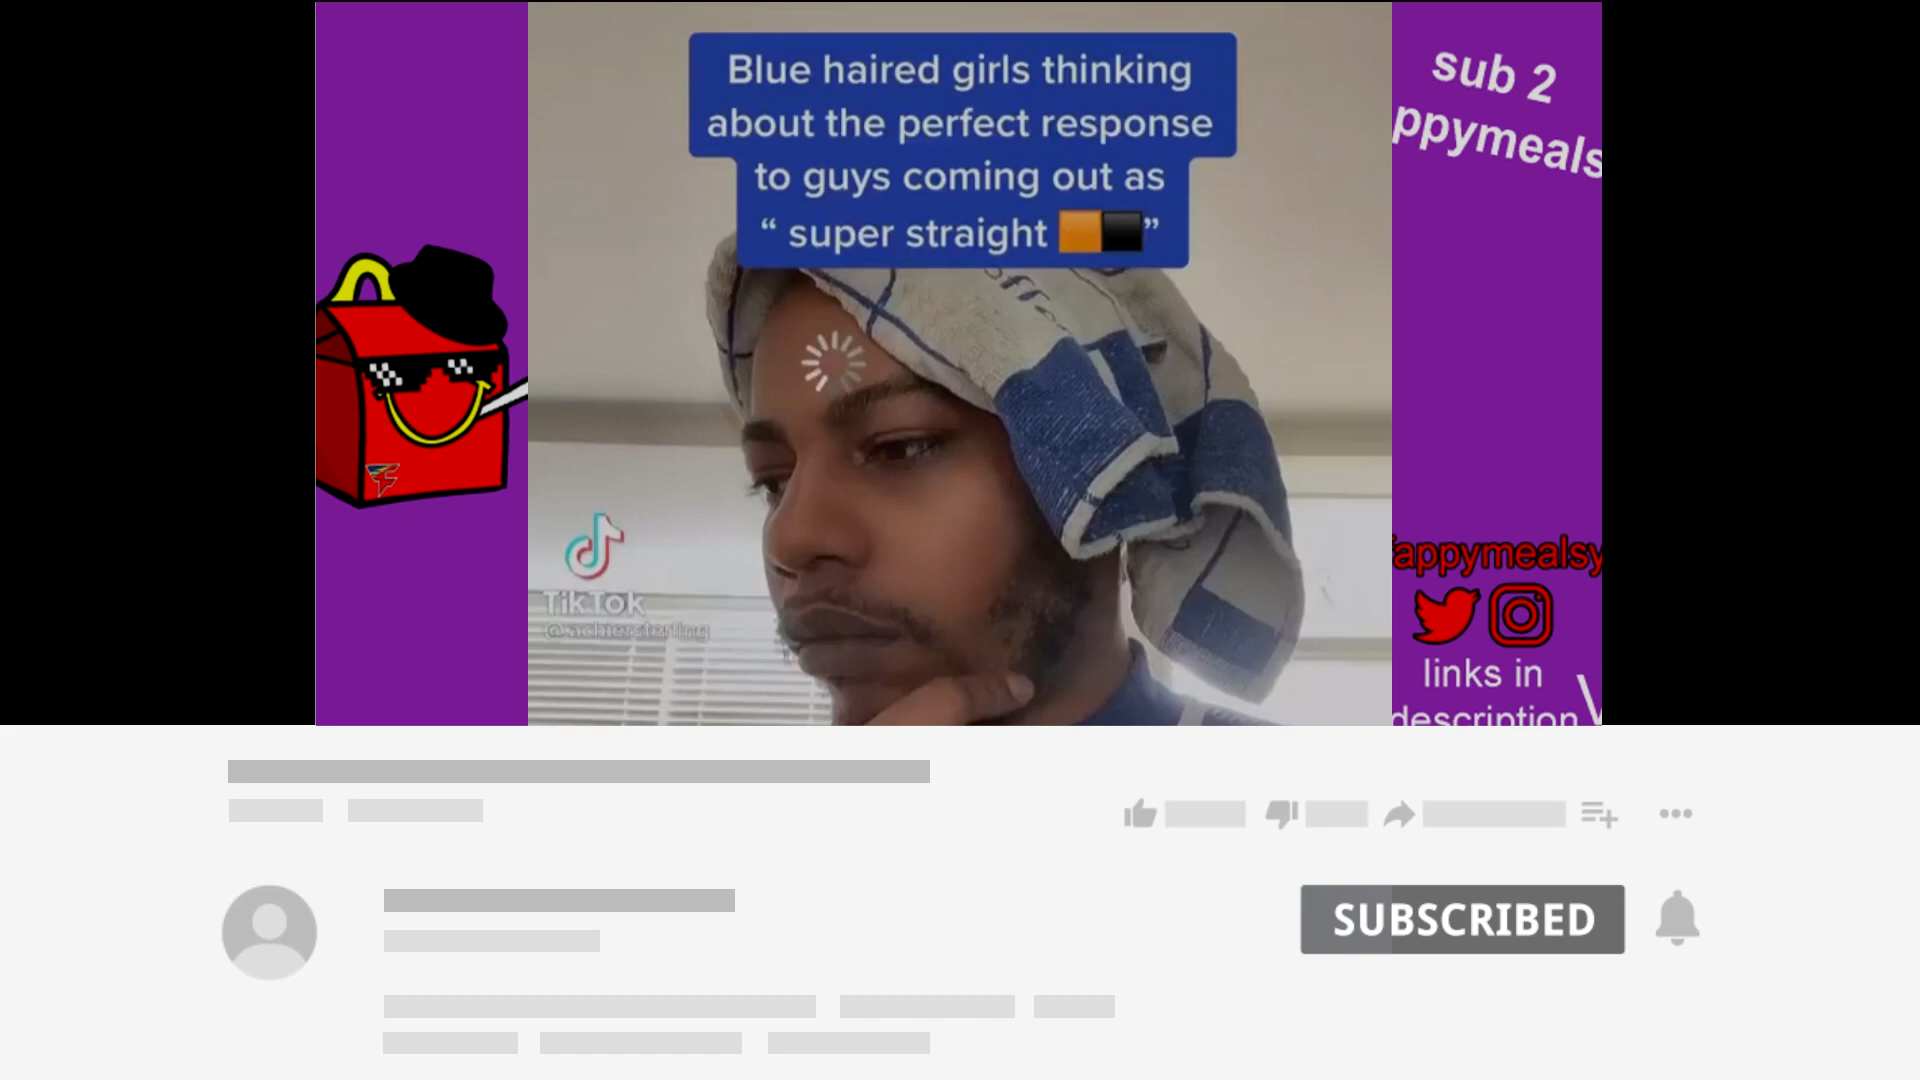 Blue haired girls thinking
about the perfect response
to guys coming out as
“ super straight 🟧⬛”
sub 2
ppymeals
TikTok
appymealsy
links in
description
SUBSCRIBED